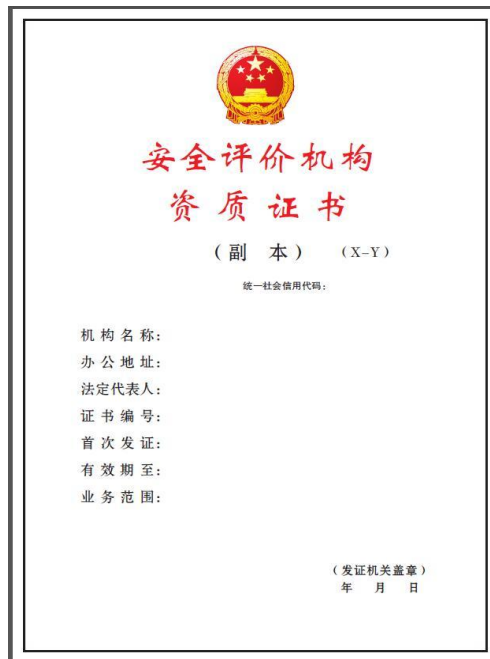 安全评价机构
资质证书
（副 本） （X-Y）
统一社会信用代码：
机构名称：
办公地址：
法定代表人：
证书编号：
首次发证：
有效期至：
业务范围：
（发证机关盖章）
年 月 日